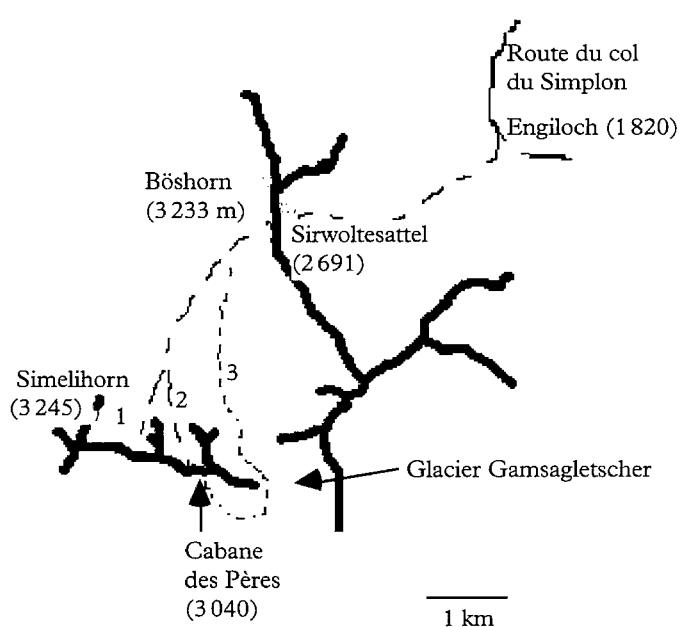 Route du col
du Simplon
Engiloch (1 820)
Böshorn
(3 233 m)
Sirwoltesattel
(2 691)
3
Simelihorn
(3 245)
1
2
Glacier Gamsagletscher
Cabane
des Pères
(3 040)
1 km